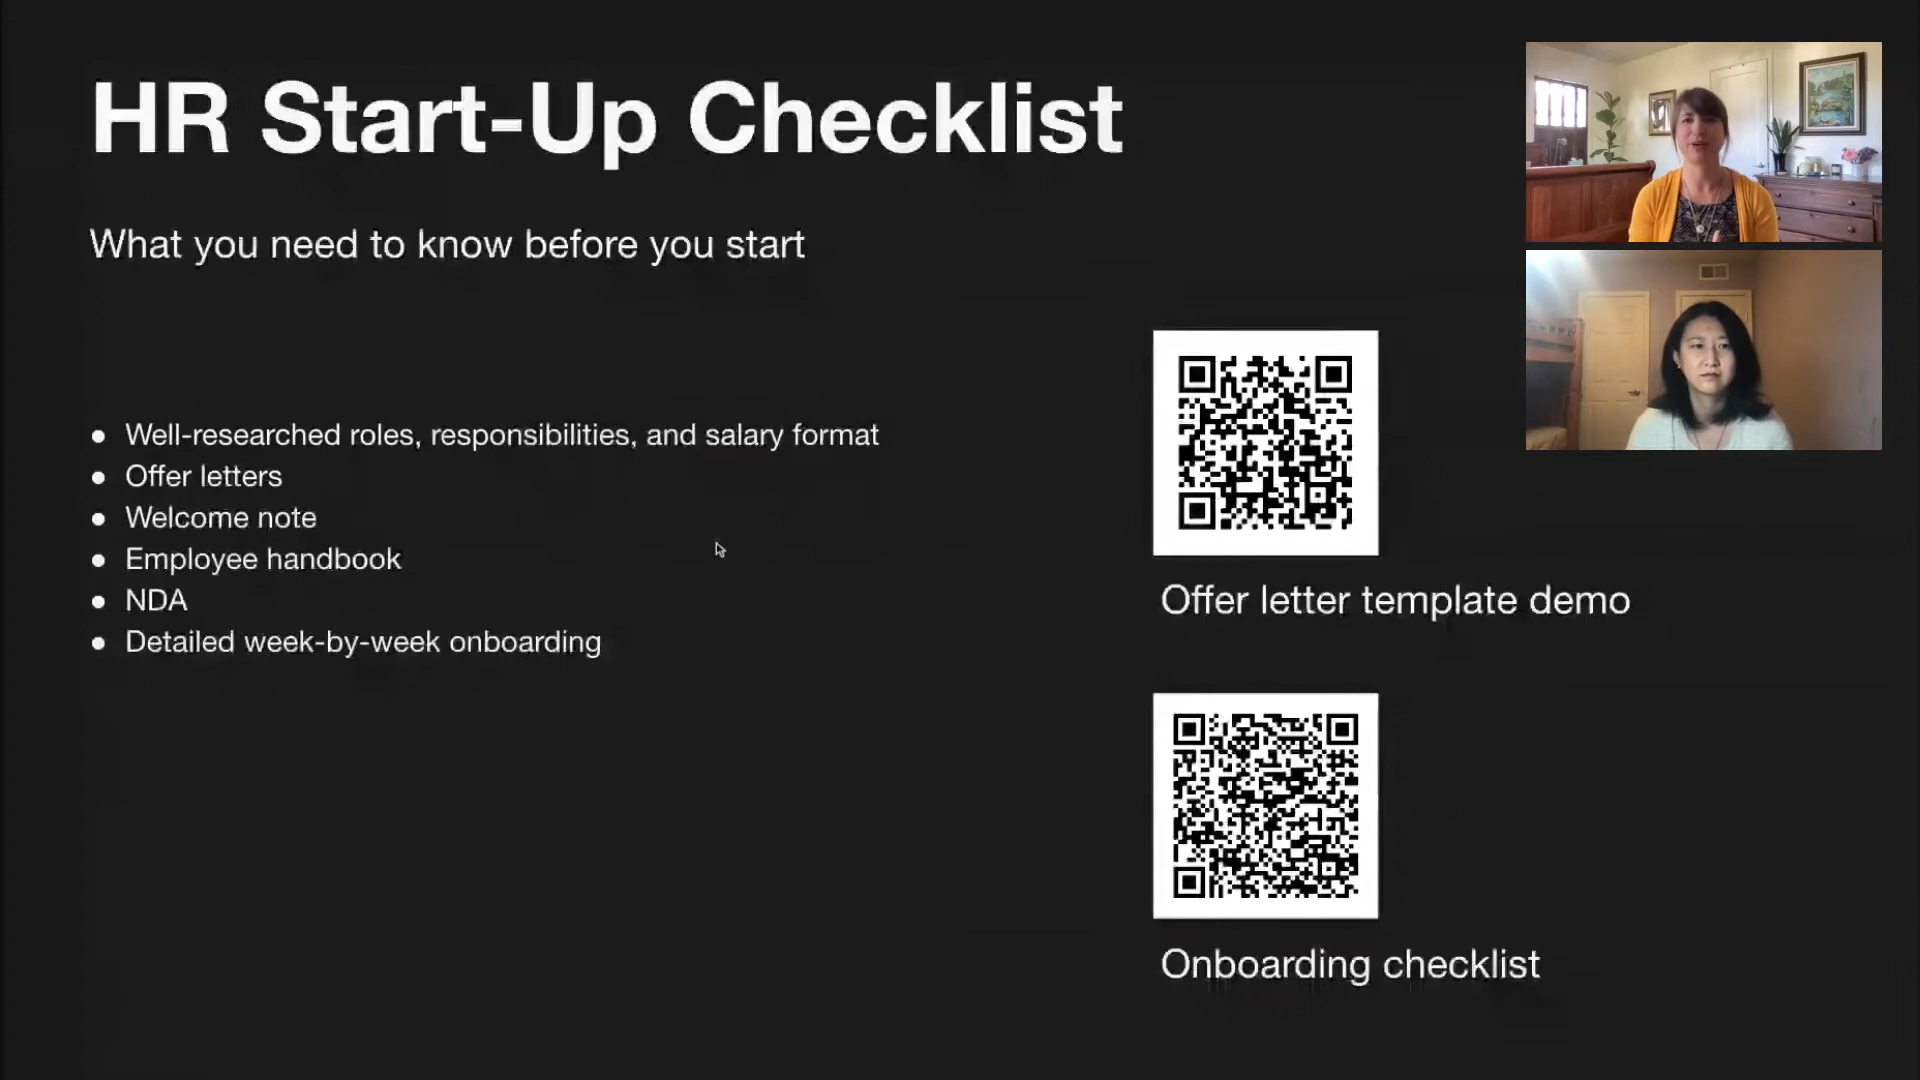 HR Start-Up Checklist
What you need to know before you start
● Well-researched roles, responsibilities, and salary format
● Offer letters
● Welcome note
● Employee handbook
● NDA
● Detailed week-by-week onboarding
Offer letter template demo
Onboarding checklist